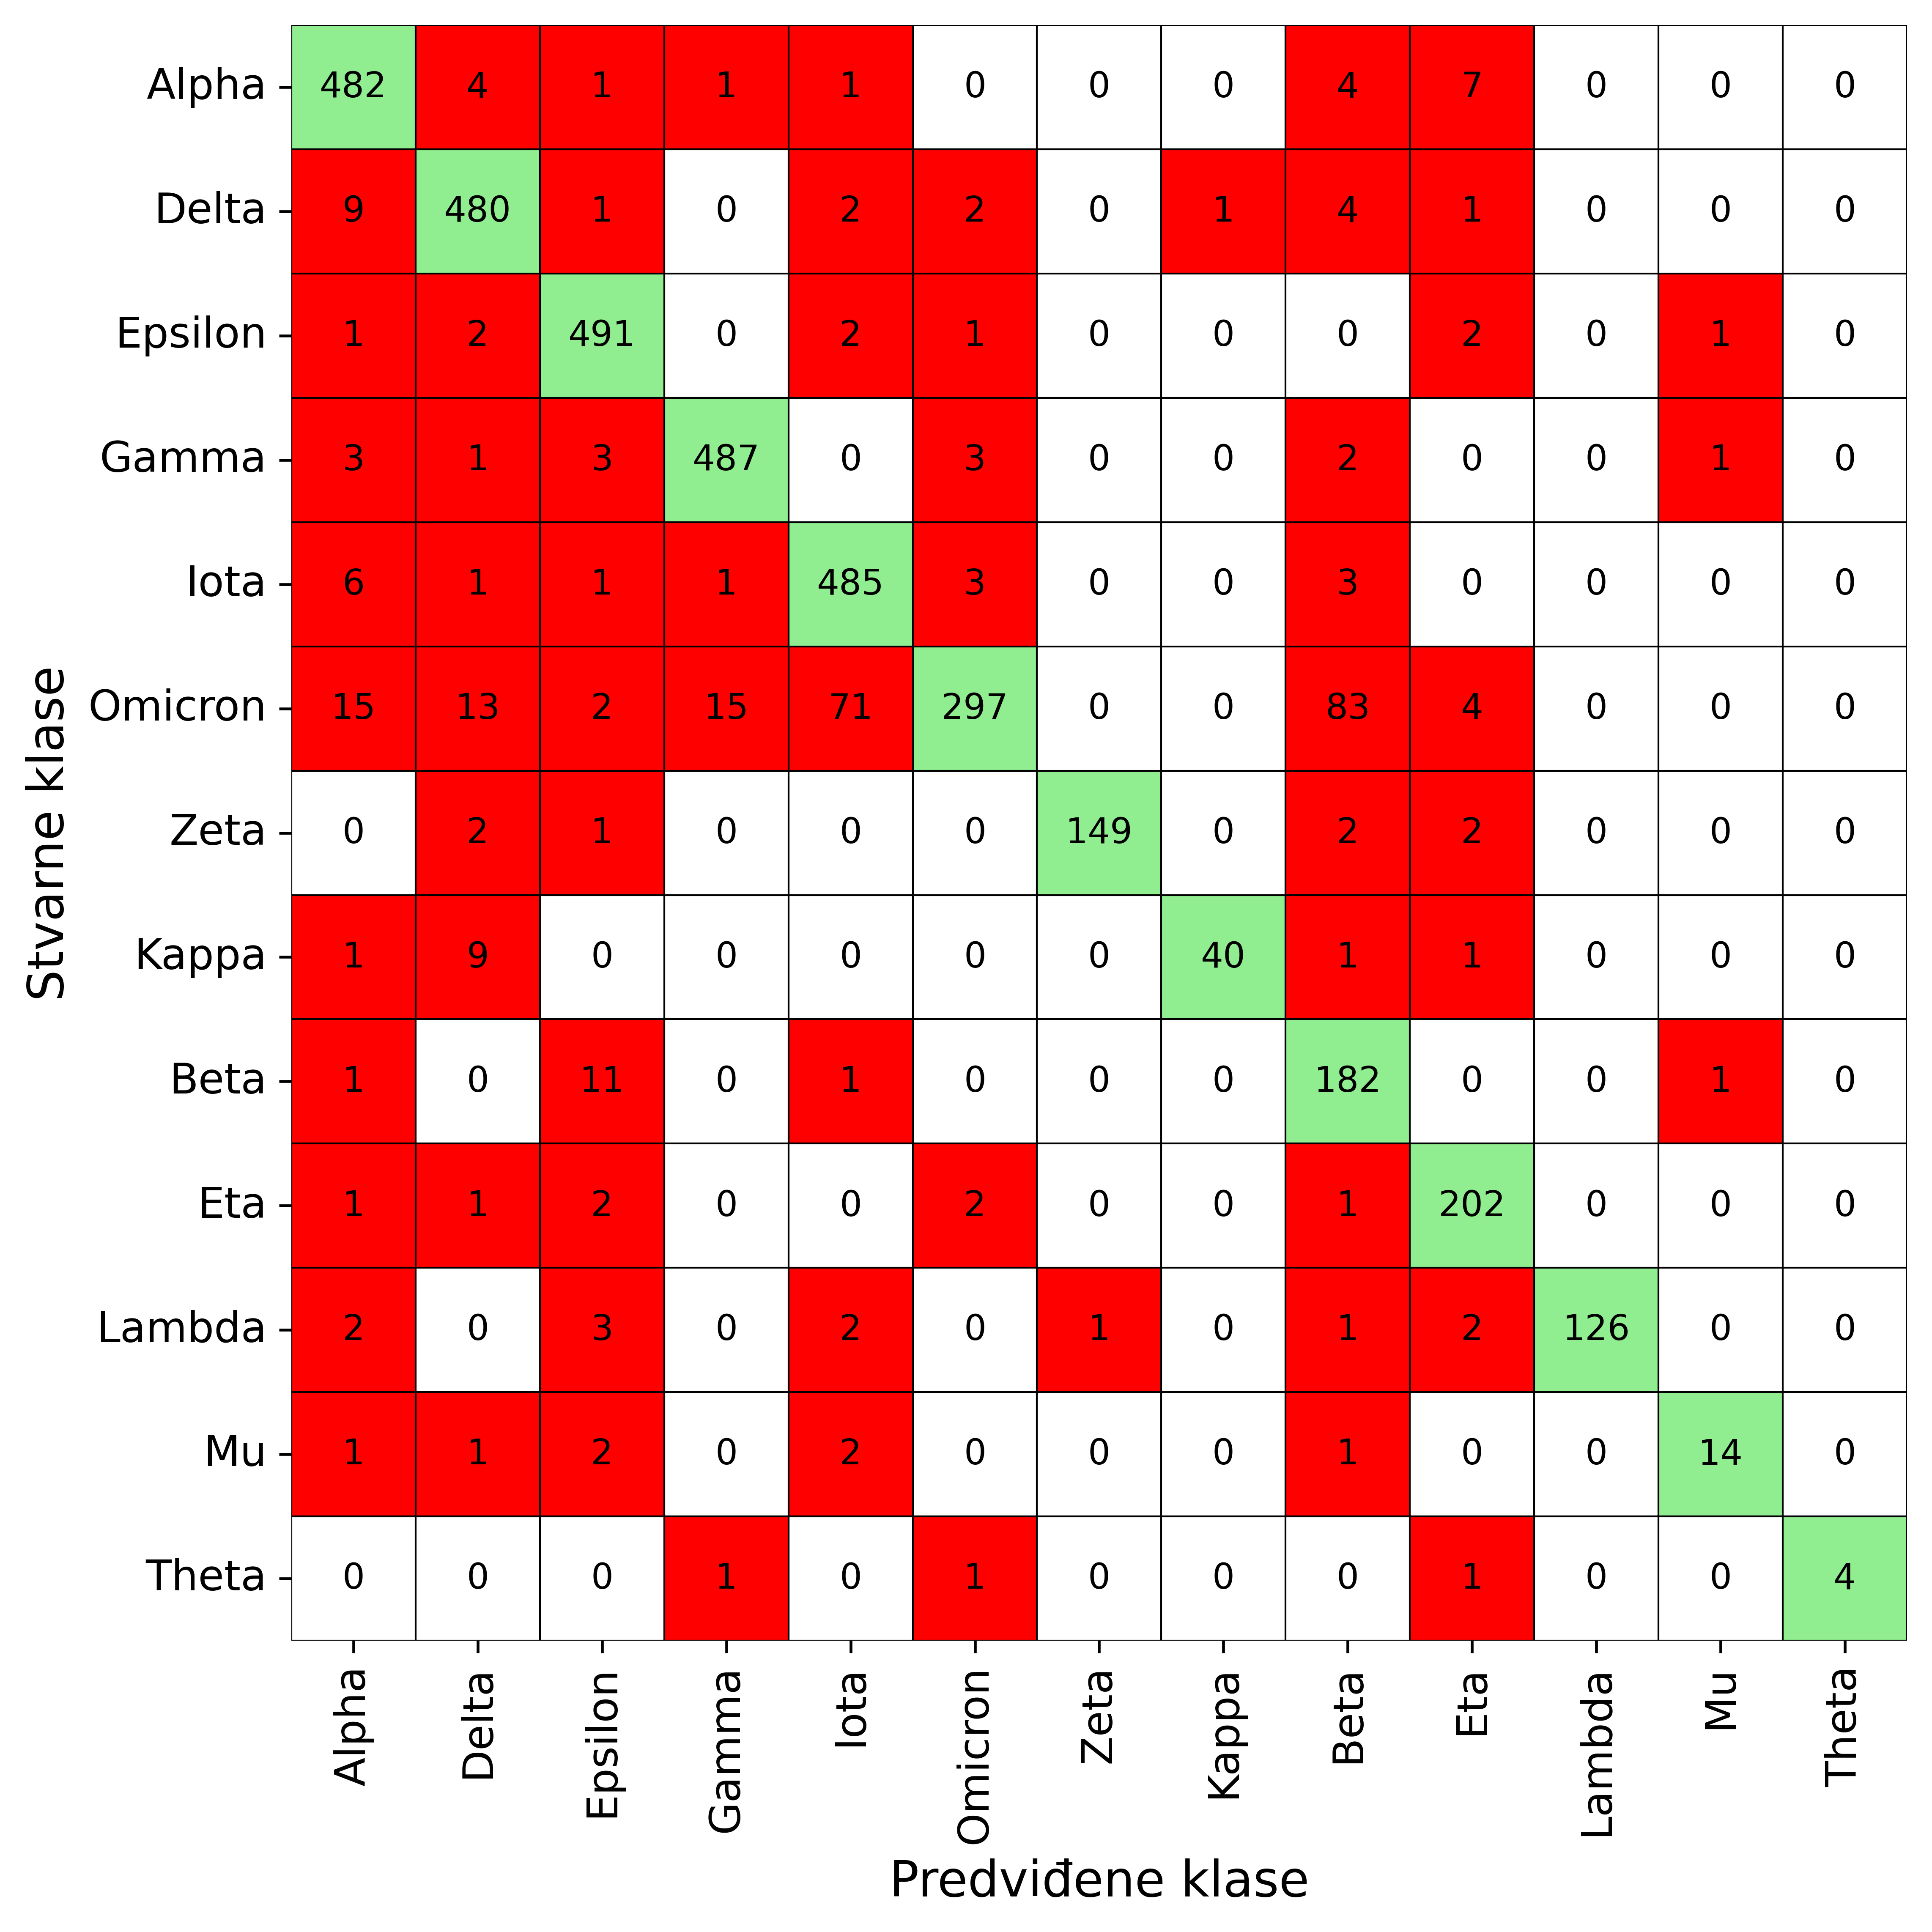 Stvarne klase
Alpha 482 4 1 1 1 0 0 0 4 7 0 0 0
Delta 9 480 1 0 2 2 0 1 4 1 0 0 0
Epsilon 1 2 491 0 2 1 0 0 0 2 0 1 0
Gamma 3 1 3 487 0 3 0 0 2 0 0 1 0
Iota 6 1 1 1 485 3 0 0 3 0 0 0 0
Omicron 15 13 2 15 71 297 0 0 83 4 0 0 0
Zeta 0 2 1 0 0 0 149 0 2 2 0 0 0
Kappa 1 9 0 0 0 0 0 40 1 1 0 0 0
Beta 1 0 11 0 1 0 0 0 182 0 0 1 0
Eta 1 1 2 0 0 2 0 0 1 202 0 0 0
Lambda 2 0 3 0 2 0 1 0 1 2 126 0 0
Mu 1 1 2 0 2 0 0 0 1 0 0 14 0
Theta 0 0 0 1 0 1 0 0 0 1 0 0 4
Alpha Delta Epsilon Gamma Iota Omicron Zeta Kappa Beta Eta Lambda Mu Theta
Predviđene klase